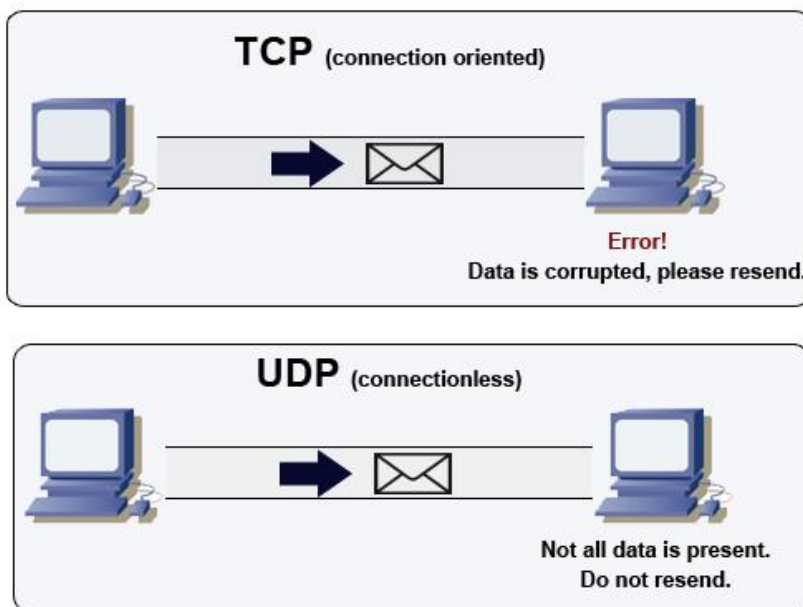 TCP (connection oriented)
Error!
Data is corrupted, please resend.
UDP (connectionless)
Not all data is present.
Do not resend.